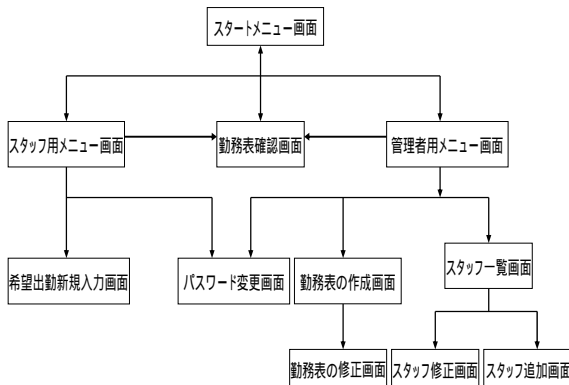 スタートメニュー画面
スタッフ用メニュー画面
勤務表確認画面
管理者用メニュー画面
希望出勤新規入力画面
パスワード変更画面
勤務表の作成画面
スタッフ一覧画面
勤務表の修正画面
スタッフ修正画面
スタッフ追加画面